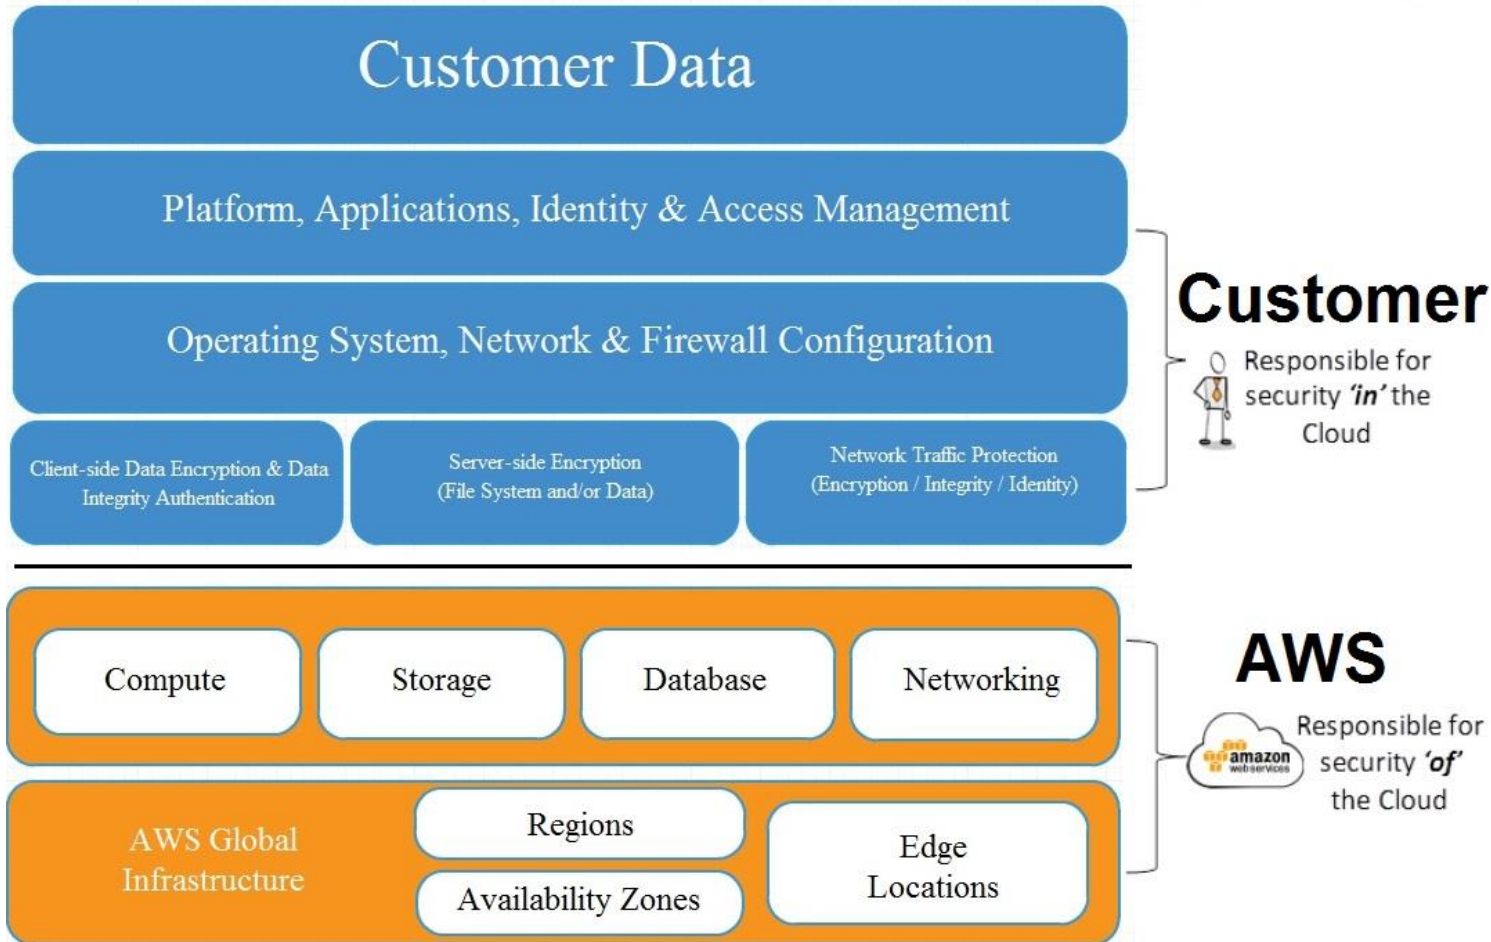 Customer Data
Platform, Applications, Identity & Access Management
Operating System, Network & Firewall Configuration
Client-side Data Encryption & Data
Integrity Authentication
Server-side Encryption
(File System and/or Data)
Network Traffic Protection
(Encryption / Integrity / Identity)
Customer
Responsible for
security 'in' the
Cloud
Compute
Storage
Database
Networking
AWS
amazon
webservices
Responsible for
security 'of'
the Cloud
AWS Global
Infrastructure
Regions
Availability Zones
Edge
Locations